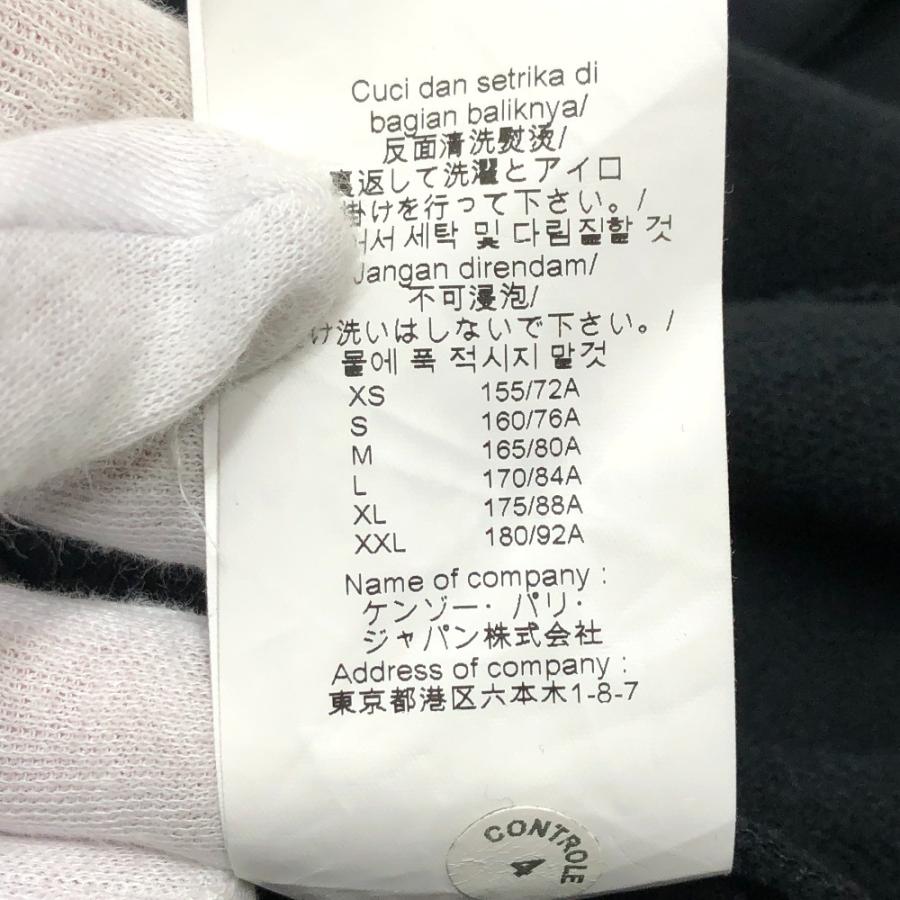 Cuci dan setrika di
bagian baliknya/
反面清洗熨烫/
裏返して洗濯とアイロ
掛けを行って下さい。/
서 세탁 및 다림질할 것
Jangan direndam/
不可浸泡/
け洗いはしないで下さい。/
물에 푹 적시지 말것
XS 155/72A
S 160/76A
M 165/80A
L 170/84A
XL 175/88A
XXL 180/92A
Name of company :
ケンゾー・パリ・
ジャパン株式会社
Address of company :
東京都港区六本木1-8-7
CONTROLE
4